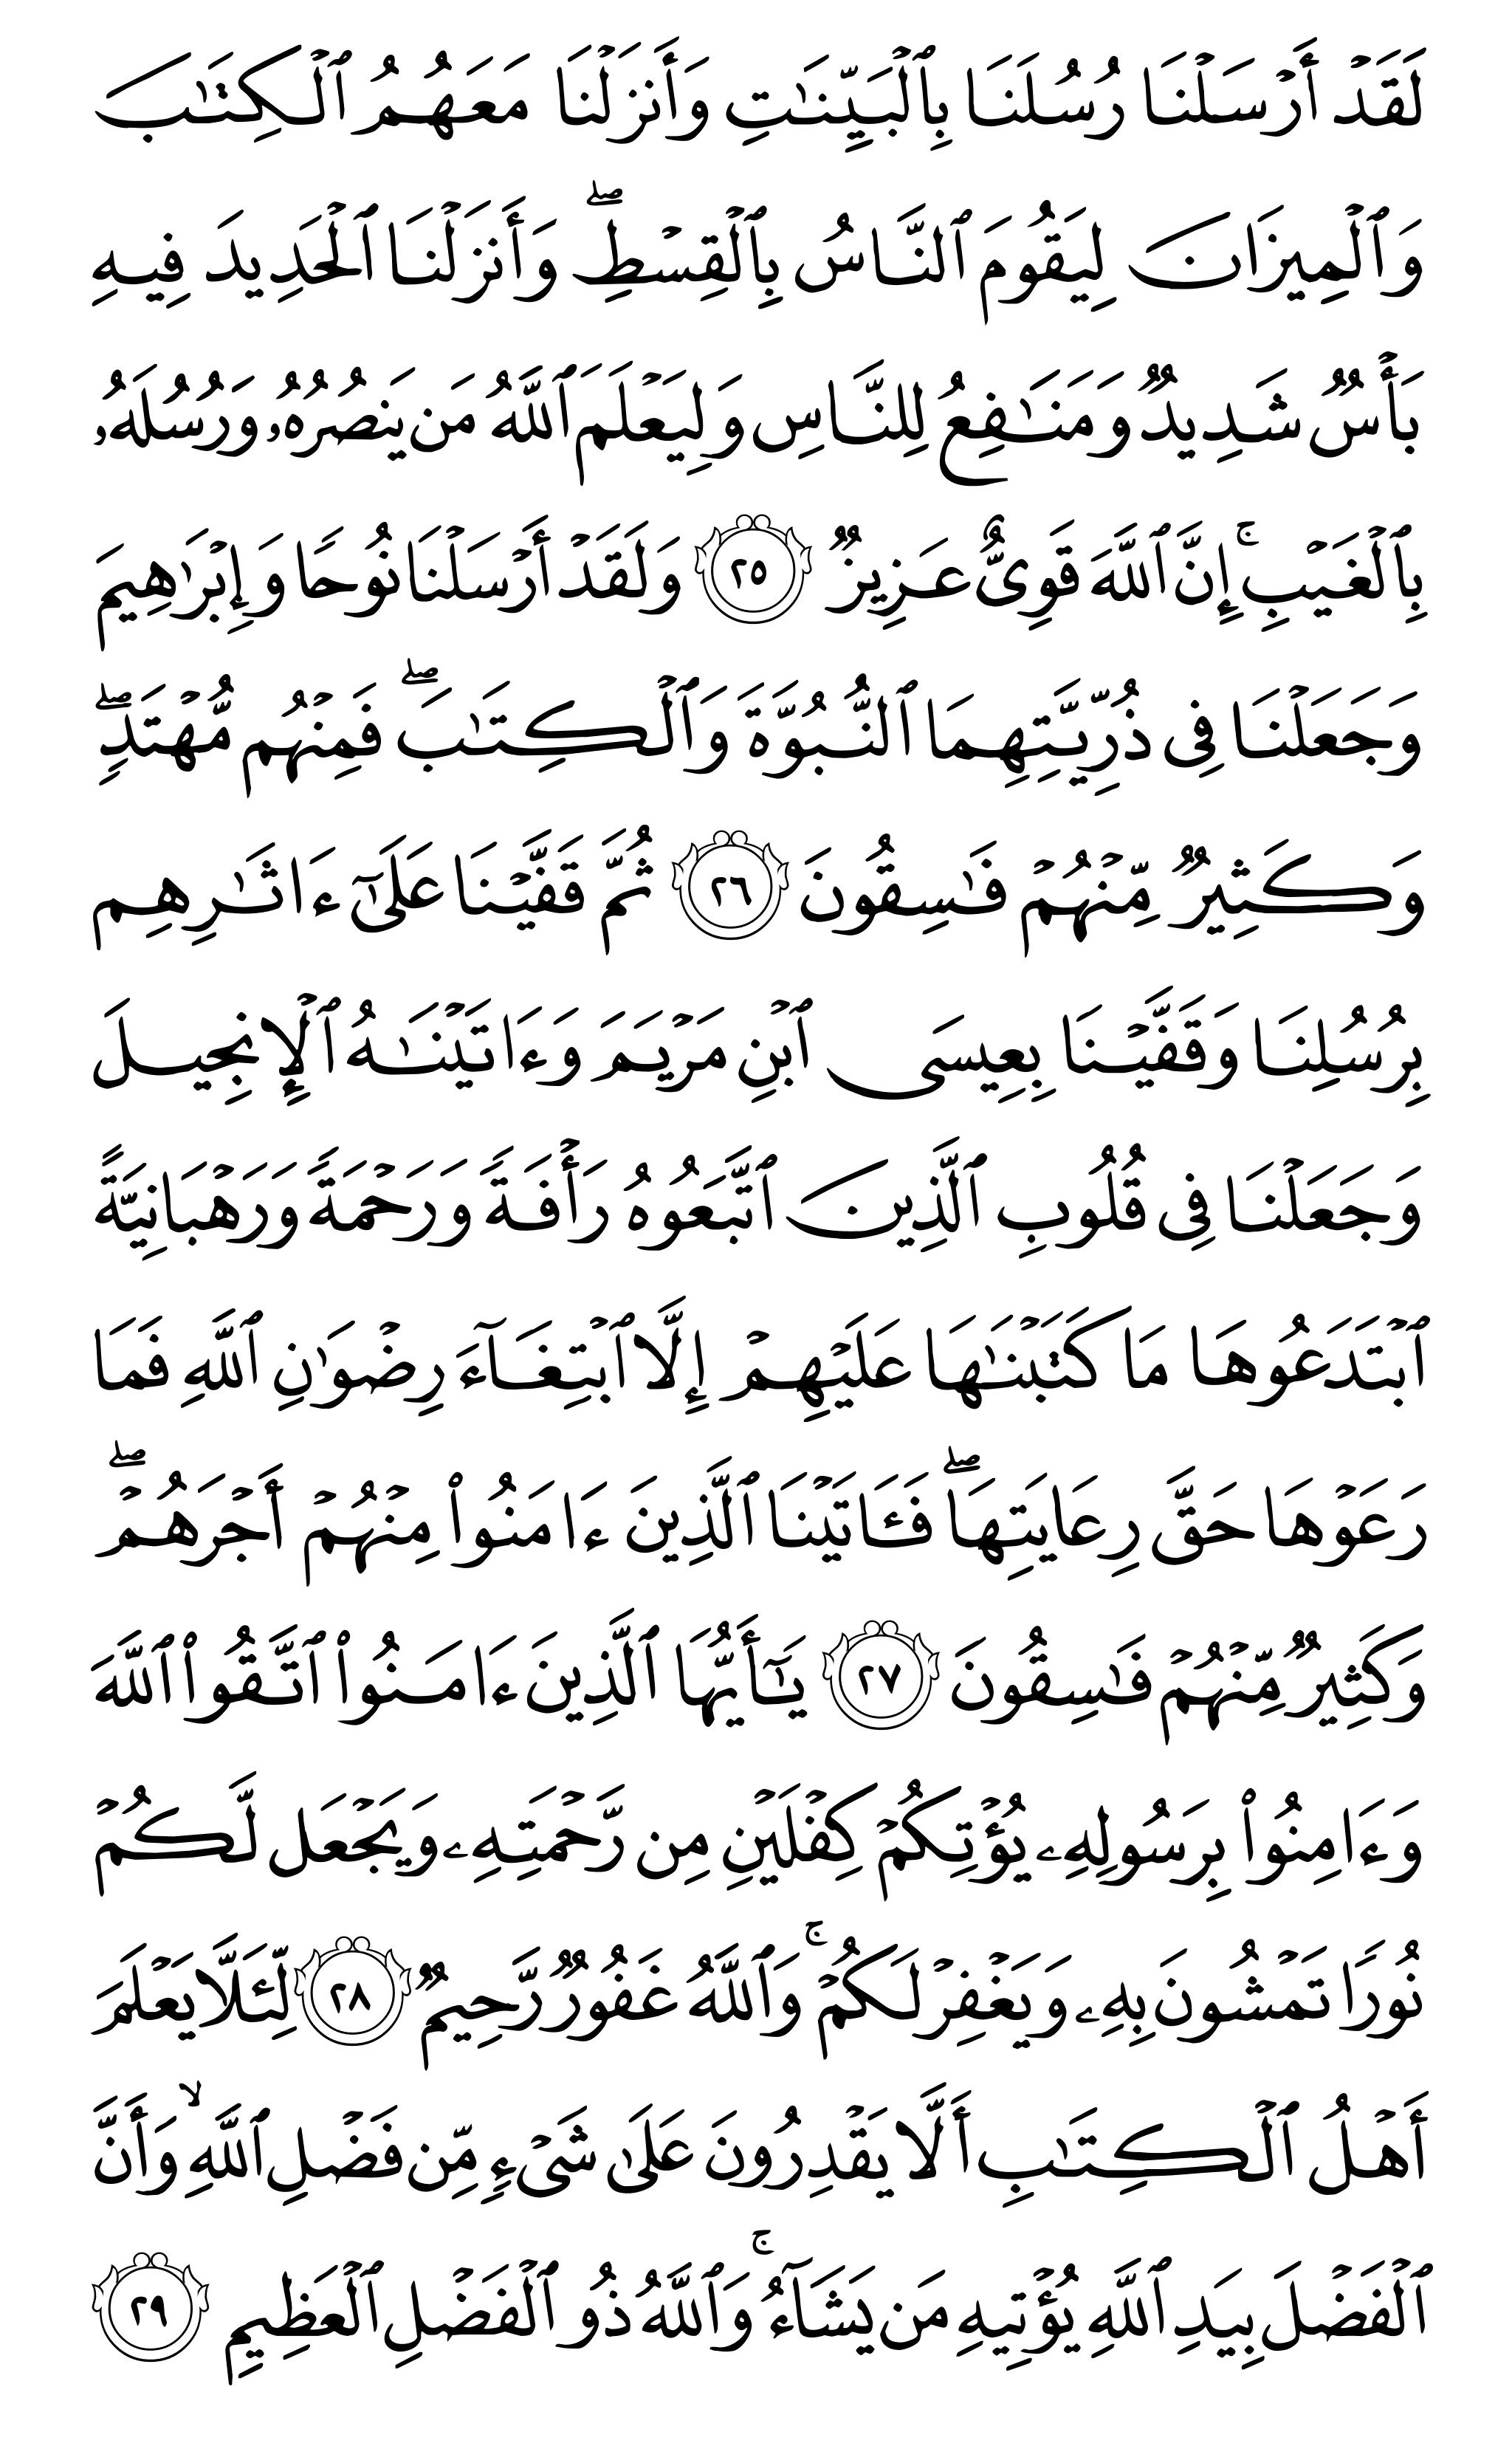 لَقَدۡ أَرۡسَلۡنَا رُسُلَنَا بِٱلۡبَيِّنَٰتِ وَأَنزَلۡنَا مَعَهُمُ ٱلۡكِتَٰبَ
وَٱلۡمِيزَانَ لِيَقُومَ ٱلنَّاسُ بِٱلۡقِسۡطِۖ وَأَنزَلۡنَا ٱلۡحَدِيدَ فِيهِ
بَأۡسٞ شَدِيدٞ وَمَنَٰفِعُ لِلنَّاسِ وَلِيَعۡلَمَ ٱللَّهُ مَن يَنصُرُهُۥ وَرُسُلَهُۥ
بِٱلۡغَيۡبِۚ إِنَّ ٱللَّهَ قَوِيٌّ عَزِيزٞ ٢٥ وَلَقَدۡ أَرۡسَلۡنَا نُوحٗا وَإِبۡرَٰهِيمَ
وَجَعَلۡنَا فِي ذُرِّيَّتِهِمَا ٱلنُّبُوَّةَ وَٱلۡكِتَٰبَۖ فَمِنۡهُم مُّهۡتَدٖۖ
وَكَثِيرٞ مِّنۡهُمۡ فَٰسِقُونَ ٢٦ ثُمَّ قَفَّيۡنَا عَلَىٰٓ ءَاثَٰرِهِم
بِرُسُلِنَا وَقَفَّيۡنَا بِعِيسَى ٱبۡنِ مَرۡيَمَ وَءَاتَيۡنَٰهُ ٱلۡإِنجِيلَ
وَجَعَلۡنَا فِي قُلُوبِ ٱلَّذِينَ ٱتَّبَعُوهُ رَأۡفَةٗ وَرَحۡمَةٗ وَرَهۡبَانِيَّةً
ٱبۡتَدَعُوهَا مَا كَتَبۡنَٰهَا عَلَيۡهِمۡ إِلَّا ٱبۡتِغَآءَ رِضۡوَٰنِ ٱللَّهِ فَمَا
رَعَوۡهَا حَقَّ رِعَايَتِهَاۖ فَـَٔاتَيۡنَا ٱلَّذِينَ ءَامَنُواْ مِنۡهُمۡ أَجۡرَهُمۡۖ
وَكَثِيرٞ مِّنۡهُمۡ فَٰسِقُونَ ٢٧ يَٰٓأَيُّهَا ٱلَّذِينَ ءَامَنُواْ ٱتَّقُواْ ٱللَّهَ
وَءَامِنُواْ بِرَسُولِهِۦ يُؤۡتِكُمۡ كِفۡلَيۡنِ مِن رَّحۡمَتِهِۦ وَيَجۡعَل لَّكُمۡ
نُورٗا تَمۡشُونَ بِهِۦ وَيَغۡفِرۡ لَكُمۡۚ وَٱللَّهُ غَفُورٞ رَّحِيمٞ ٢٨ لِّئَلَّا يَعۡلَمَ
أَهۡلُ ٱلۡكِتَٰبِ أَلَّا يَقۡدِرُونَ عَلَىٰ شَيۡءٖ مِّن فَضۡلِ ٱللَّهِۙ وَأَنَّ
ٱلۡفَضۡلَ بِيَدِ ٱللَّهِ يُؤۡتِيهِ مَن يَشَآءُۚ وَٱللَّهُ ذُو ٱلۡفَضۡلِ ٱلۡعَظِيمِ ٢٩